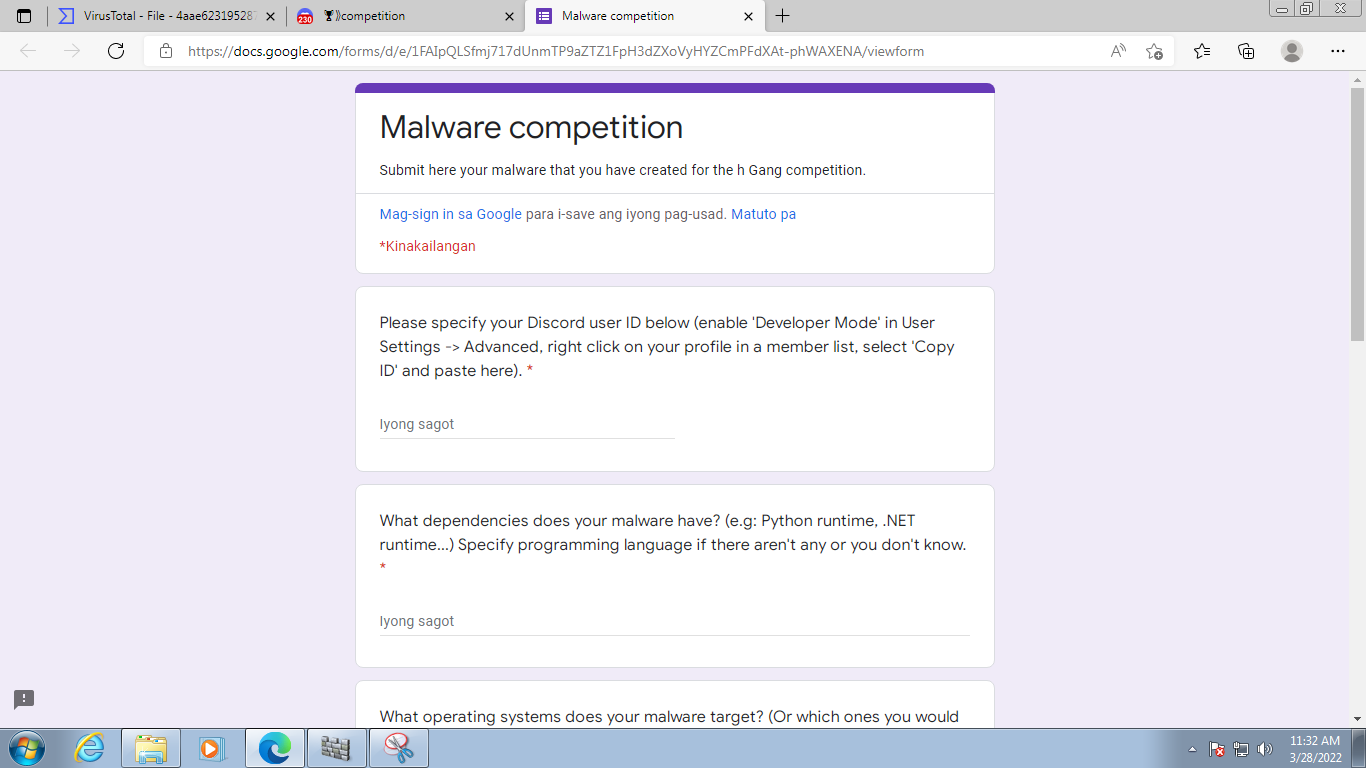 VirusTotal - File - 4aae62319528
230
competition
Malware competition
https://docs.google.com/forms/d/e/1FAIpQLSfmj717dUnmTP9aZTZ1FpH3dZXoVyHYZCmPFdXAt-phWAXENA/viewform
Malware competition
Submit here your malware that you have created for the h Gang competition.
Mag-sign in sa Google para i-save ang iyong pag-usad. Matuto pa
*Kinakailangan
Please specify your Discord user ID below (enable 'Developer Mode' in User
Settings -> Advanced, right click on your profile in a member list, select 'Copy
ID' and paste here). *
Iyong sagot
What dependencies does your malware have? (e.g: Python runtime, .NET
runtime...) Specify programming language if there aren't any or you don't know.
*
Iyong sagot
What operating systems does your malware target? (Or which ones you would
11:32 AM
3/28/2022